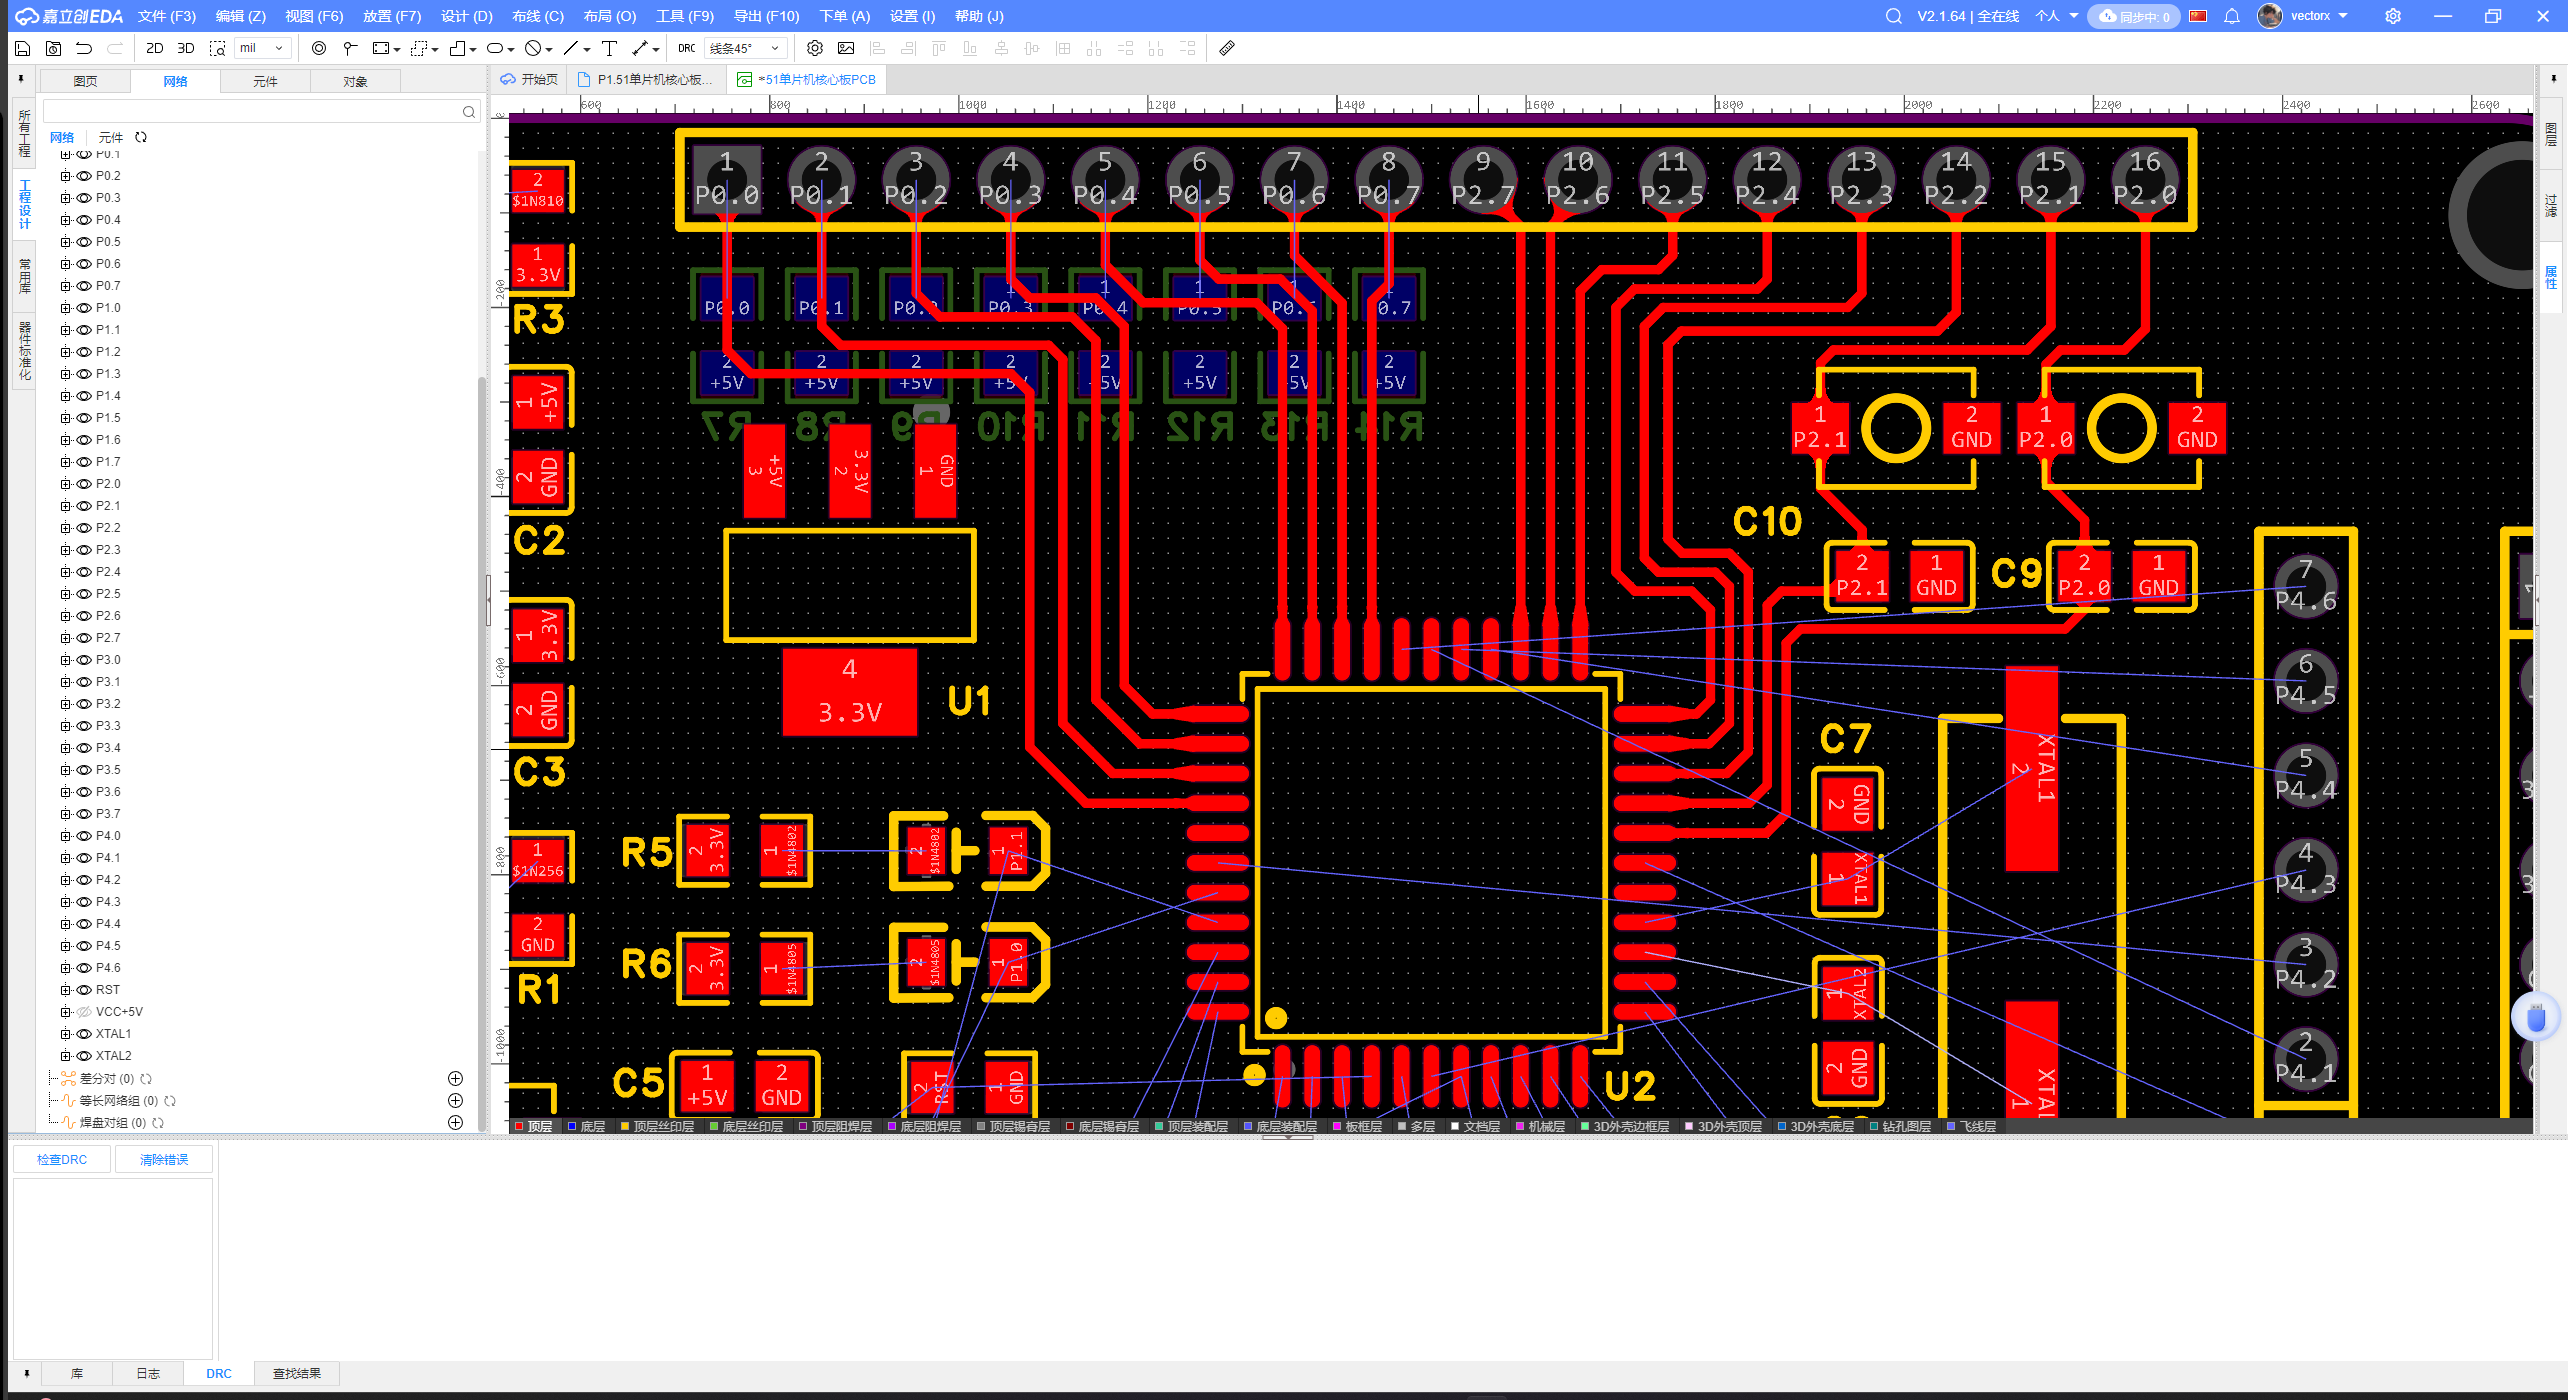 嘉立创EDA 文件 (F3) 编辑 (Z) 视图 (F6) 放置 (F7) 设计 (D) 布线 (C) 布局 (O) 工具 (F9) 导出 (F10) 下单 (A) 设置 (I) 帮助 (J) V2.1.64 | 全在线 个人 同步中: 0 vectorx
2D 3D mil DRC 线条45°
图页 网络 元件 对象
开始页 P1.51单片机核心板... *51单片机核心板PCB
所有工程
工程设计
常用库
器件标准化
网络 元件
P0.1
P0.2
P0.3
P0.4
P0.5
P0.6
P0.7
P1.0
P1.1
P1.2
P1.3
P1.4
P1.5
P1.6
P1.7
P2.0
P2.1
P2.2
P2.3
P2.4
P2.5
P2.6
P2.7
P3.0
P3.1
P3.2
P3.3
P3.4
P3.5
P3.6
P3.7
P4.0
P4.1
P4.2
P4.3
P4.4
P4.5
P4.6
RST
VCC+5V
XTAL1
XTAL2
差分对 (0)
等长网络组 (0)
焊盘对组 (0)
600 800 1000 1200 1400 1600 1800 2000 2200 2400 2600
-200
-400
-600
-800
-1000
1 2 3 4 5 6 7 8 9 10 11 12 13 14 15 16
P0.0 P0.1 P0.2 P0.3 P0.4 P0.5 P0.6 P0.7 P2.7 P2.6 P2.5 P2.4 P2.3 P2.2 P2.1 P2.0
2
$1N810
1
3.3V
R3
1 +5V
2 GND
C2
1 3.3V
2 GND
C3
1
$1N256
2
GND
R1
P0.0 P0.1 P0.3
2 2 2 2 2 2 2 2
+5V +5V +5V +5V +5V +5V +5V +5V
R7 R8 R9 R10 R11 R12 R13 R14
3 +5V
2 3.3V
1 GND
4
3.3V
U1
R5 2 3.3V 1 $1N4802 2 $1N4802 1 P1.1
R6 2 3.3V 1 $1N4805 2 $1N4805 1 P1.0
C5 1 +5V 2 GND 2 RST 1 GND
U2
1 P2.1 2 GND 1 P2.0 2 GND
C10 2 P2.1 1 GND
C9 2 P2.0 1 GND
C7
2 GND
1 XTAL1
1 XTAL2
2 GND
2 XTAL1
7
P4.6
6
P4.5
5
P4.4
4
P4.3
3
P4.2
2
P4.1
图层
过滤
属性
顶层 底层 顶层丝印层 底层丝印层 顶层阻焊层 底层阻焊层 顶层锡膏层 底层锡膏层 顶层装配层 底层装配层 板框层 多层 文档层 机械层 3D外壳边框层 3D外壳顶层 3D外壳底层 钻孔图层 飞线层
检查DRC 清除错误
库 日志 DRC 查找结果